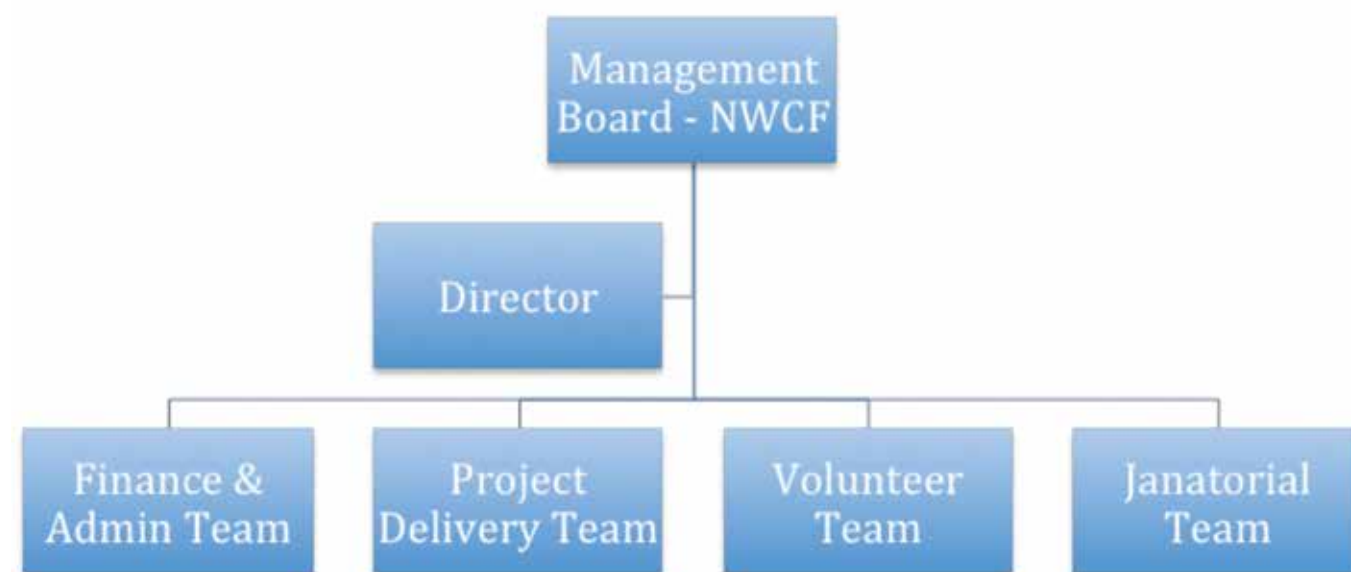 Management
Board - NWCF
Director
Finance &
Admin Team
Project
Delivery Team
Volunteer
Team
Janatorial
Team